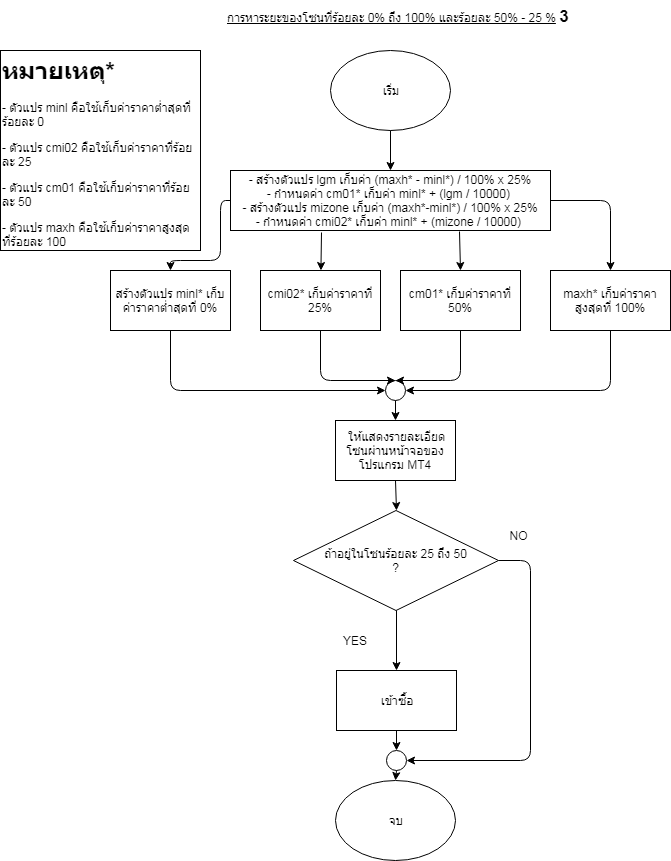 การหาระยะของโซนที่ร้อยละ 0% ถึง 100% และร้อยละ 50% - 25 % 3
หมายเหตุ*
- ตัวแปร minl คือใช้เก็บค่าราคาต่ำสุดที่
ร้อยละ 0
- ตัวแปร cmi02 คือใช้เก็บค่าราคาที่ร้อย
ละ 25
- ตัวแปร cm01 คือใช้เก็บค่าราคาที่ร้อย
ละ 50
- ตัวแปร maxh คือใช้เก็บค่าราคาสูงสุด
ที่ร้อยละ 100
เริ่ม
- สร้างตัวแปร lgm เก็บค่า (maxh* - minl*) / 100% x 25%
- กำหนดค่า cm01* เก็บค่า minl* + (lgm / 10000)
- สร้างตัวแปร mizone เก็บค่า (maxh*-minl*) / 100% x 25%
- กำหนดค่า cmi02* เก็บค่า minl* + (mizone / 10000)
สร้างตัวแปร minl* เก็บ
ค่าราคาต่ำสุดที่ 0%
cmi02* เก็บค่าราคาที่
25%
cm01* เก็บค่าราคาที่
50%
maxh* เก็บค่าราคา
สูงสุดที่ 100%
ให้แสดงรายละเอียด
โซนผ่านหน้าจอของ
โปรแกรม MT4
ถ้าอยู่ในโซนร้อยละ 25 ถึง 50
?
NO
YES
เข้าซื้อ
จบ